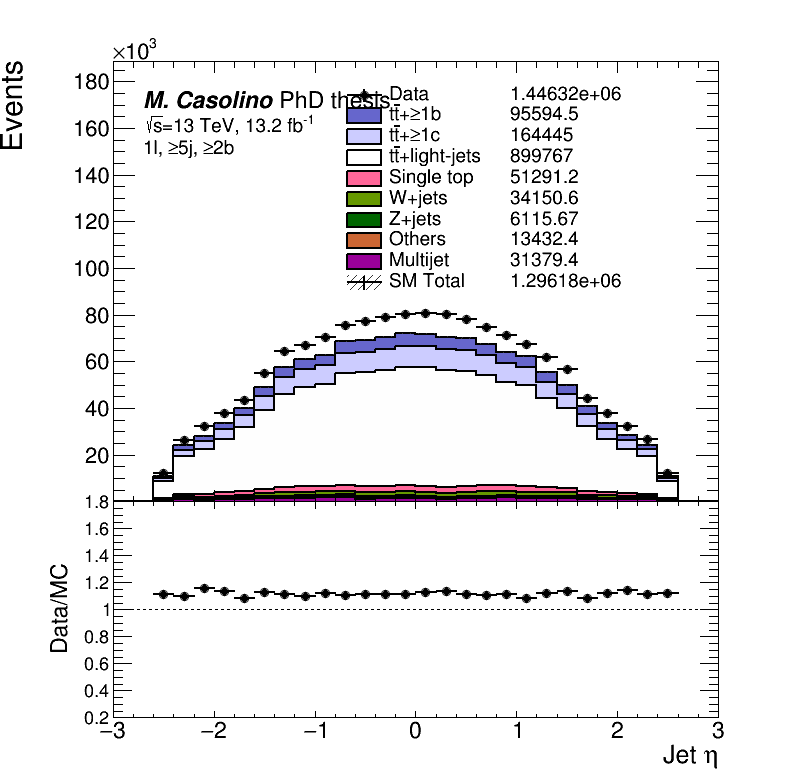 ×10³
Events
180
160
140
120
100
80
60
40
20
M. Casolino PhD thesis
√s=13 TeV, 13.2 fb⁻¹
1l, ≥5j, ≥2b
Data 1.44632e+06
tt̄+≥1b 95594.5
tt̄+≥1c 164445
tt̄+light-jets 899767
Single top 51291.2
W+jets 34150.6
Z+jets 6115.67
Others 13432.4
Multijet 31379.4
SM Total 1.29618e+06
Data/MC
1.8
1.6
1.4
1.2
1
0.8
0.6
0.4
0.2
−3 −2 −1 0 1 2 3
Jet η